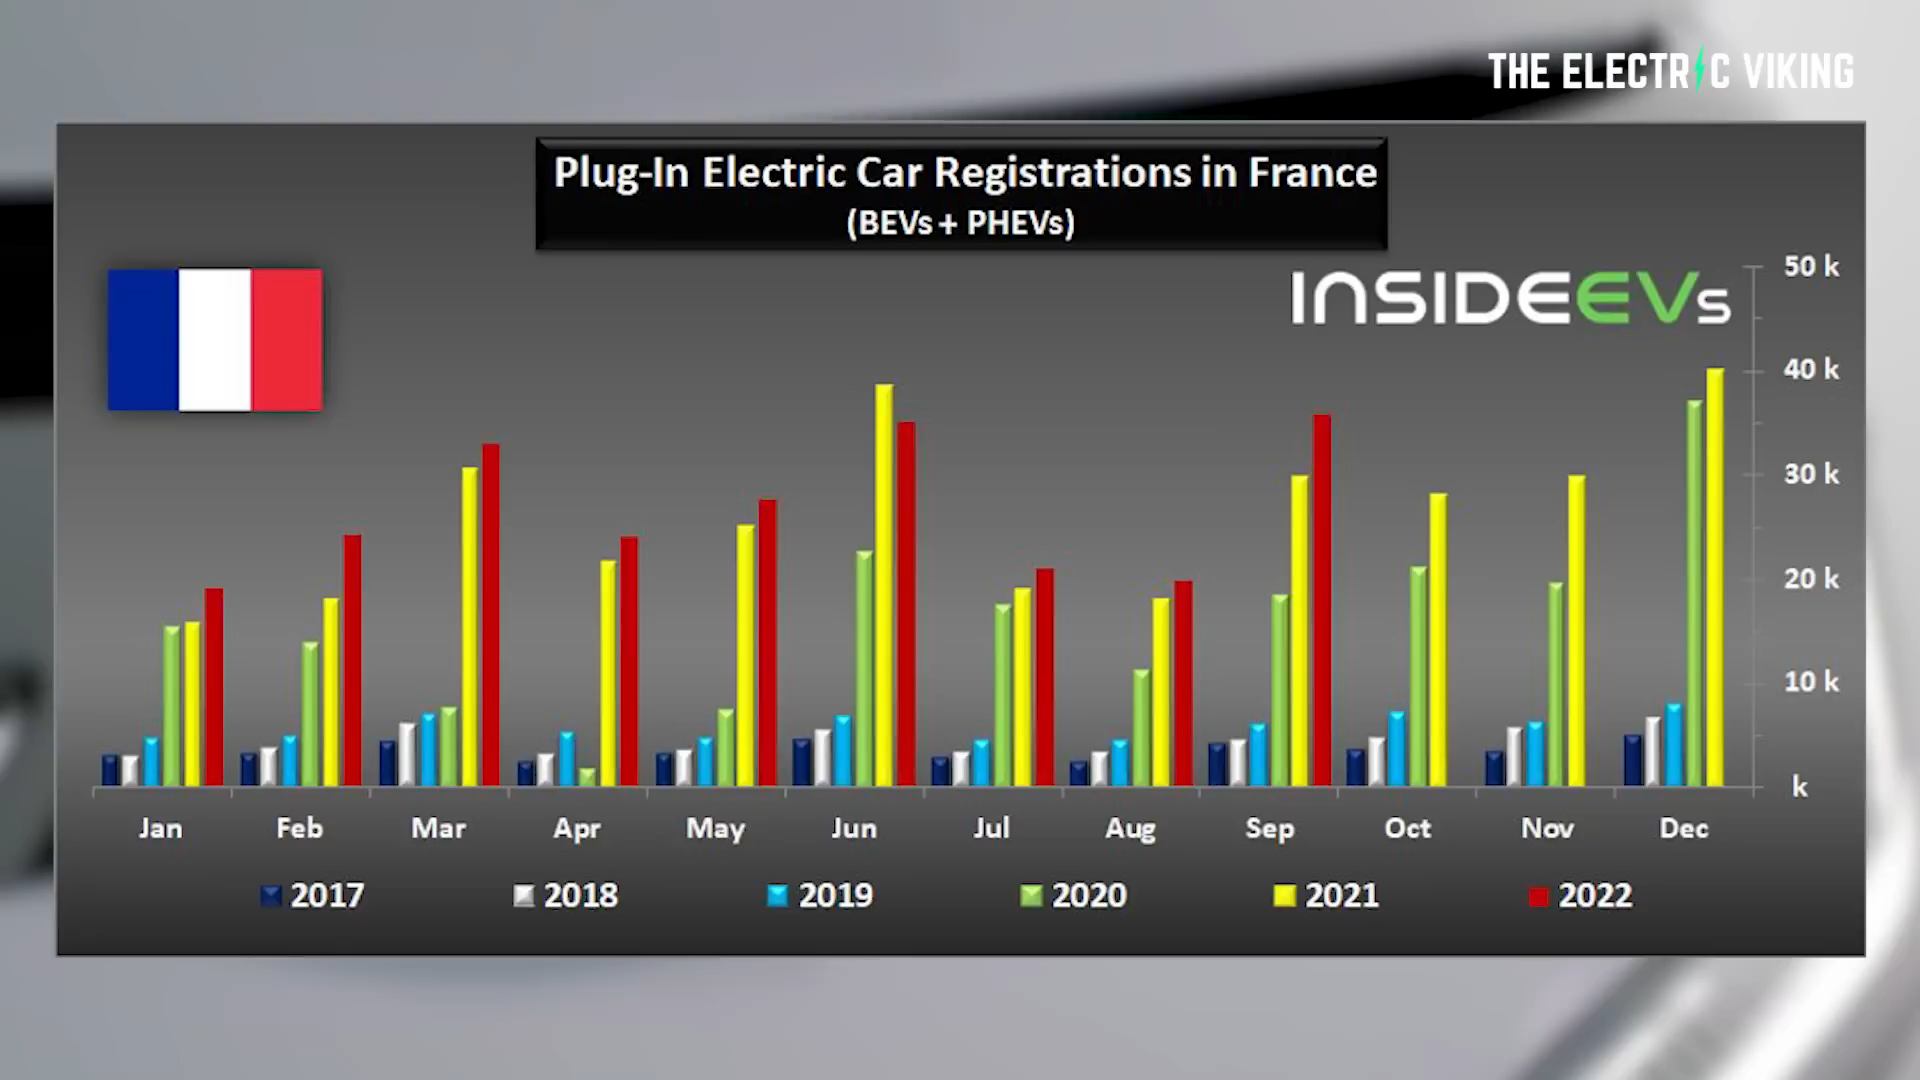 THE ELECTRIC VIKING
Plug-In Electric Car Registrations in France
(BEVs + PHEVs)
INSIDEEVs
50 k
40 k
30 k
20 k
10 k
k
Jan Feb Mar Apr May Jun Jul Aug Sep Oct Nov Dec
2017 2018 2019 2020 2021 2022